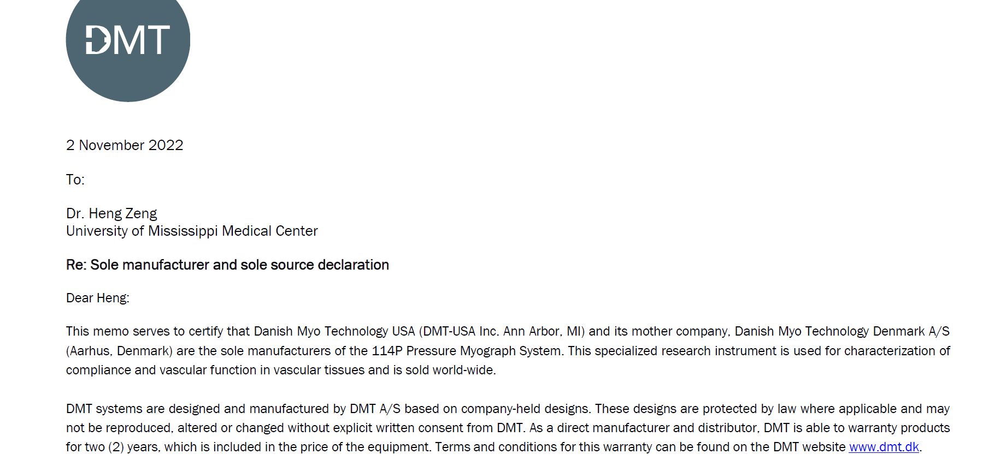 DMT
2 November 2022
To:
Dr. Heng Zeng
University of Mississippi Medical Center
Re: Sole manufacturer and sole source declaration
Dear Heng:
This memo serves to certify that Danish Myo Technology USA (DMT-USA Inc. Ann Arbor, MI) and its mother company, Danish Myo Technology Denmark A/S
(Aarhus, Denmark) are the sole manufacturers of the 114P Pressure Myograph System. This specialized research instrument is used for characterization of
compliance and vascular function in vascular tissues and is sold world-wide.
DMT systems are designed and manufactured by DMT A/S based on company-held designs. These designs are protected by law where applicable and may
not be reproduced, altered or changed without explicit written consent from DMT. As a direct manufacturer and distributor, DMT is able to warranty products
for two (2) years, which is included in the price of the equipment. Terms and conditions for this warranty can be found on the DMT website www.dmt.dk.